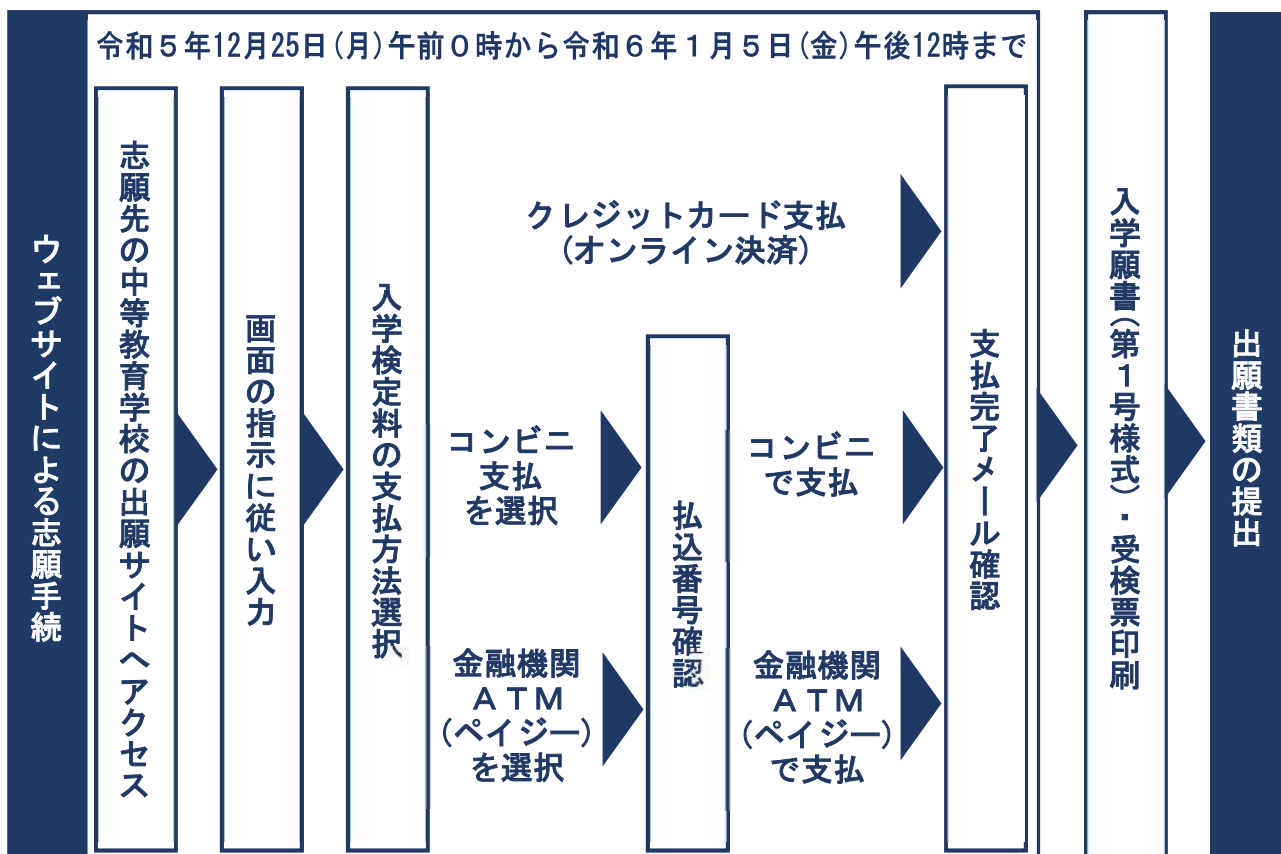 ウェブサイトによる志願手続
令和５年12月25日(月)午前０時から令和６年１月５日(金)午後12時まで
志願先の中等教育学校の出願サイトへアクセス
画面の指示に従い入力
入学検定料の支払方法選択
クレジットカード支払
(オンライン決済)
コンビニ
支払
を選択
金融機関
ＡＴＭ
(ペイジー)
を選択
払込番号確認
コンビニ
で支払
金融機関
ＡＴＭ
(ペイジー)
で支払
支払完了メール確認
入学願書(第１号様式)・受検票印刷
出願書類の提出